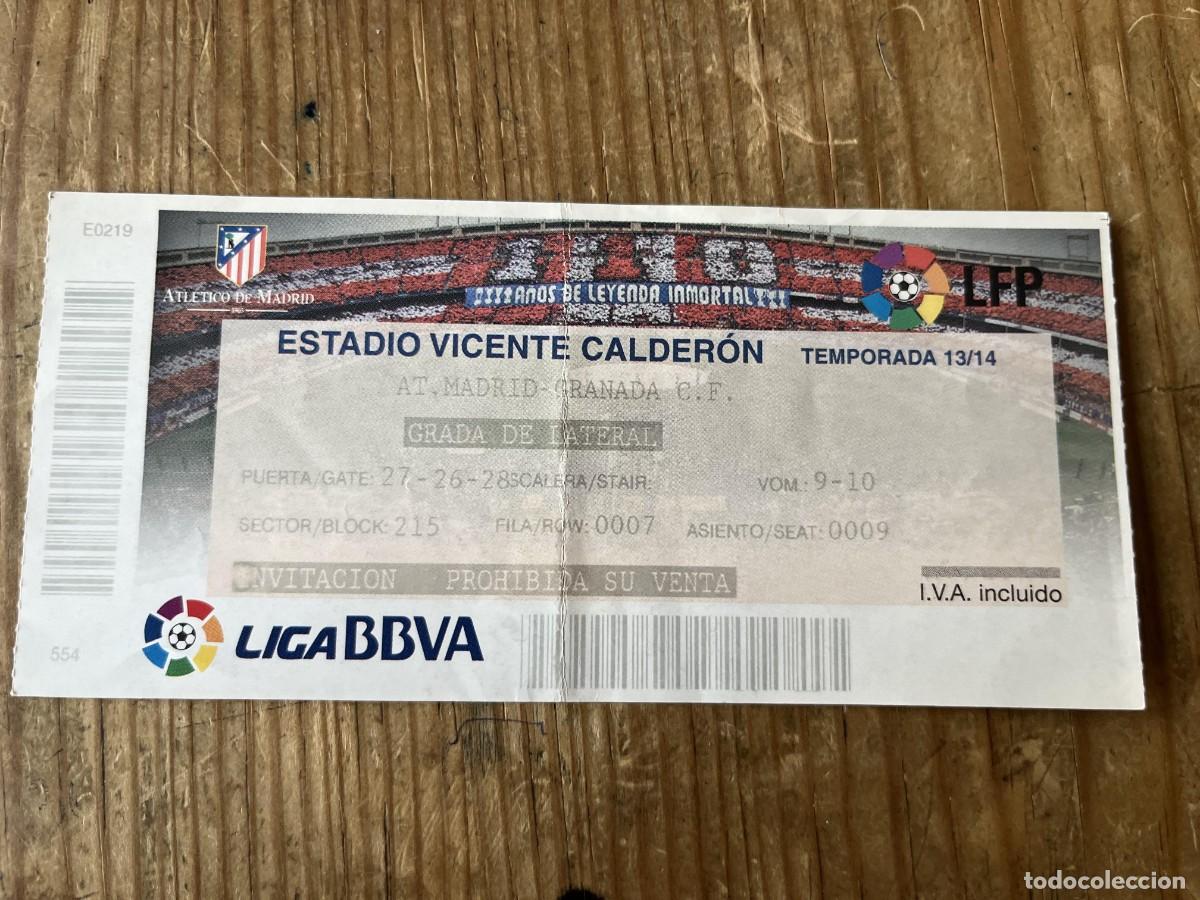 E0219
ATLÉTICO DE MADRID
110
AÑOS DE LEYENDA INMORTAL
LFP
ESTADIO VICENTE CALDERÓN TEMPORADA 13/14
AT.MADRID-GRANADA C.F.
GRADA DE LATERAL
PUERTA/GATE: 27-26-28 SCALERA/STAIR: VOM.: 9-10
SECTOR/BLOCK: 215 FILA/ROW: 0007 ASIENTO/SEAT: 0009
INVITACION PROHIBIDA SU VENTA
I.V.A. incluido
554
LIGA BBVA
todocoleccion